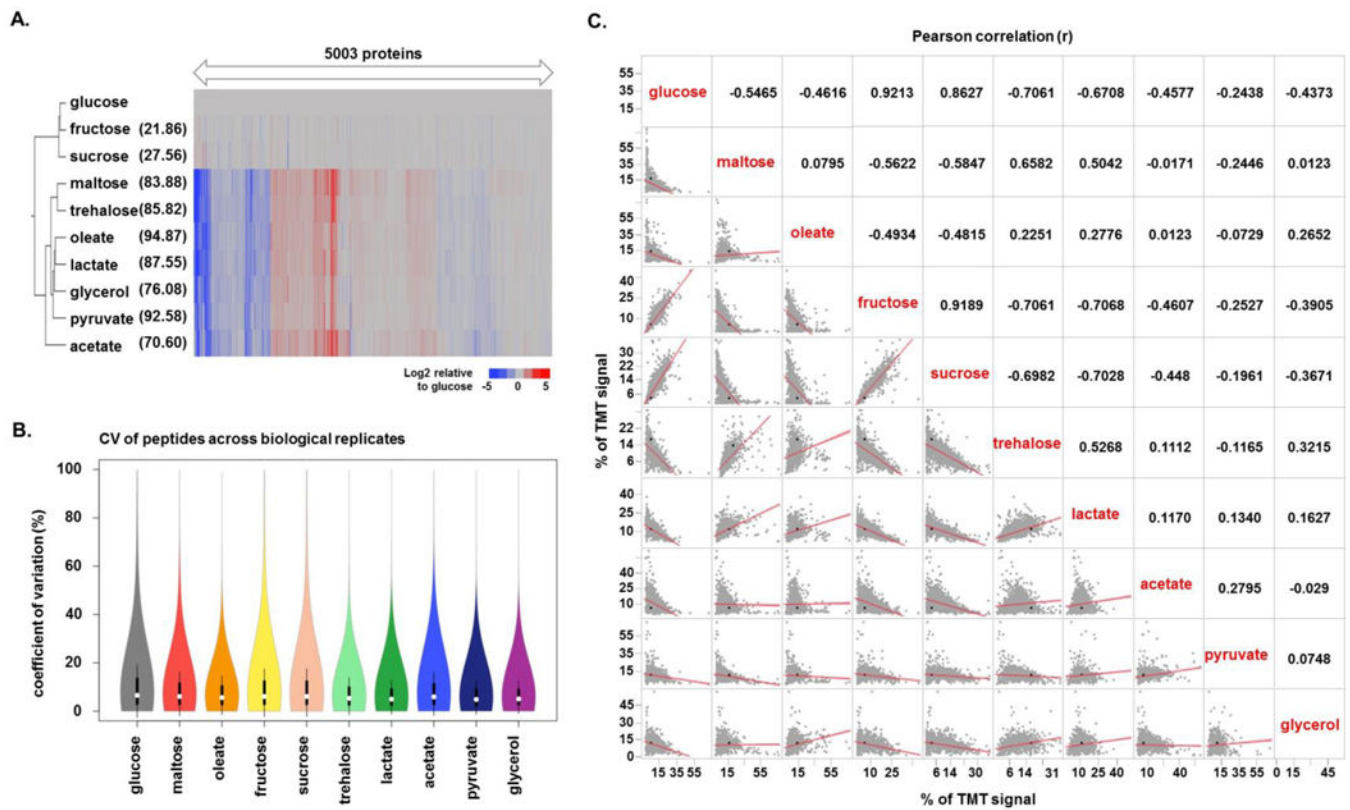 A.
5003 proteins
glucose
fructose (21.86)
sucrose (27.56)
maltose (83.88)
trehalose (85.82)
oleate (94.87)
lactate (87.55)
glycerol (76.08)
pyruvate (92.58)
acetate (70.60)
Log2 relative
to glucose
-5 0 5
B.
CV of peptides across biological replicates
coefficient of variation (%)
100
80
60
40
20
0
glucose
maltose
oleate
fructose
sucrose
trehalose
lactate
acetate
pyruvate
glycerol
C.
Pearson correlation (r)
% of TMT signal
55
35
15
glucose -0.5465 -0.4616 0.9213 0.8627 -0.7061 -0.6708 -0.4577 -0.2438 -0.4373
55
35
15
maltose 0.0795 -0.5622 -0.5847 0.6582 0.5042 -0.0171 -0.2446 0.0123
55
35
15
oleate -0.4934 -0.4815 0.2251 0.2776 0.0123 -0.0729 0.2652
40
25
10
fructose 0.9189 -0.7061 -0.7068 -0.4607 -0.2527 -0.3905
30
22
14
6
sucrose -0.6982 -0.7028 -0.448 -0.1961 -0.3671
22
14
6
trehalose 0.5268 0.1112 -0.1165 0.3215
40
25
10
lactate 0.1170 0.1340 0.1627
40
25
10
acetate 0.2795 -0.029
55
35
15
pyruvate 0.0748
45
30
15
0
glycerol
15 35 55 15 55 15 55 10 25 6 14 30 6 14 31 10 25 40 10 40 15 35 55 0 15 45
% of TMT signal